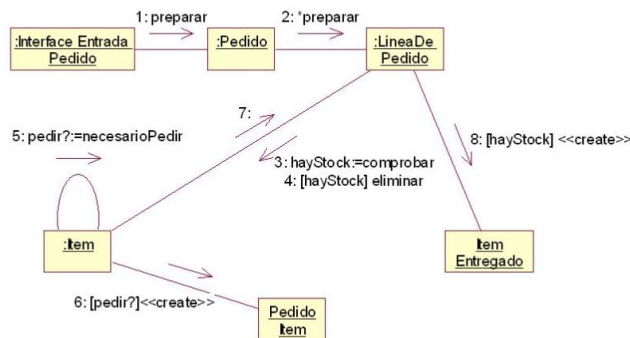 1: preparar
2: *preparar
:Interface Entrada
Pedido
:Pedido
:LineaDe
Pedido
7:
5: pedir?:=necesarioPedir
3: hayStock:=comprobar
4: [hayStock] eliminar
8: [hayStock] <<create>>
:Item
Item
Entregado
6: [pedir?]<<create>>
Pedido
Item